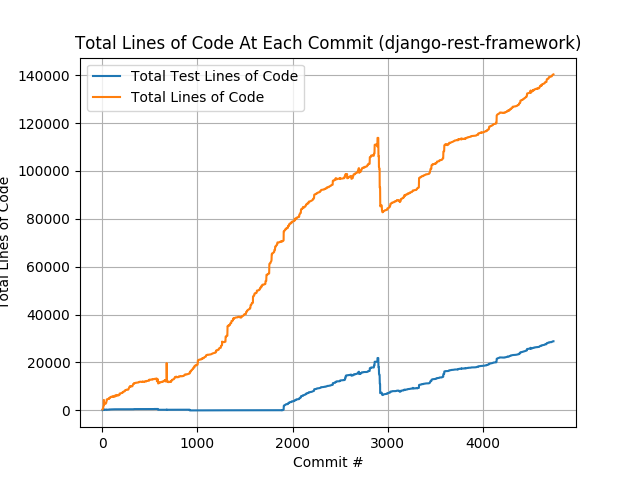 Total Lines of Code At Each Commit (django-rest-framework)
Total Test Lines of Code
Total Lines of Code
140000
120000
100000
80000
60000
40000
20000
0
Total Lines of Code
0 1000 2000 3000 4000
Commit #